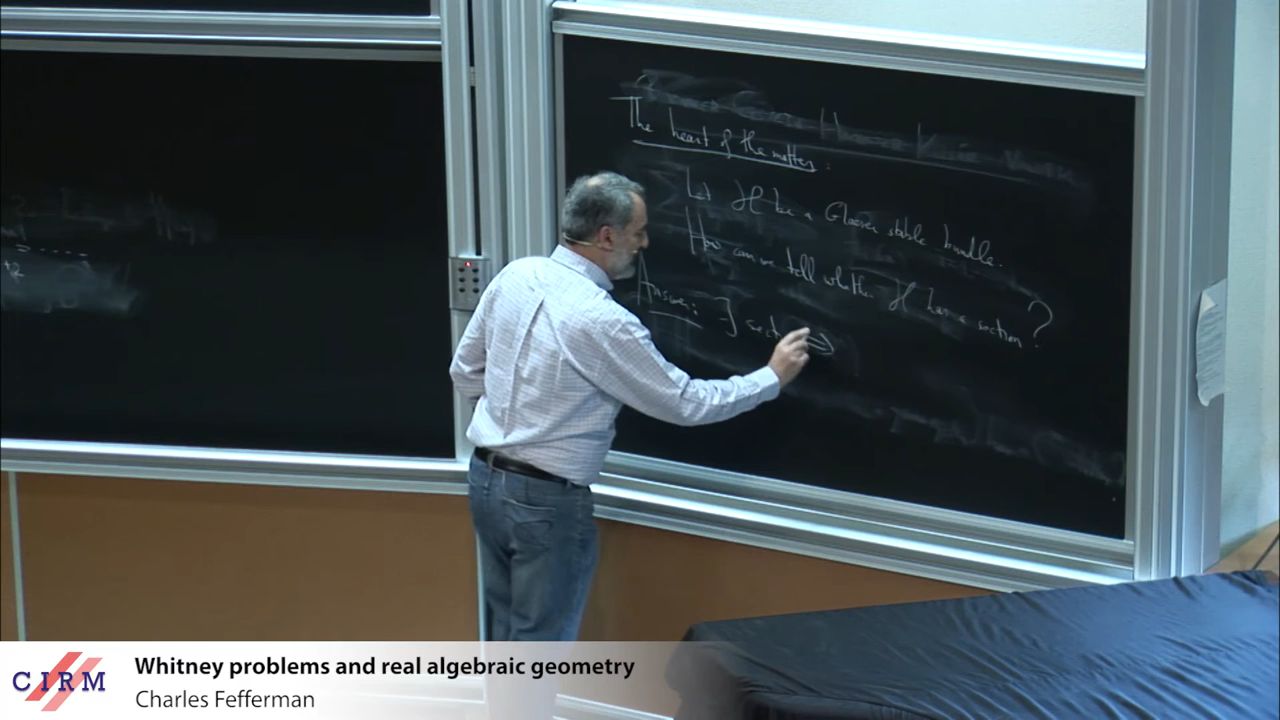 The heart of the matter:
Let ℋ be a Glaeser stable bundle.
How can we tell whether ℋ has a section?
Answer: ∃ sect ⇔
CIRM
Whitney problems and real algebraic geometry
Charles Fefferman